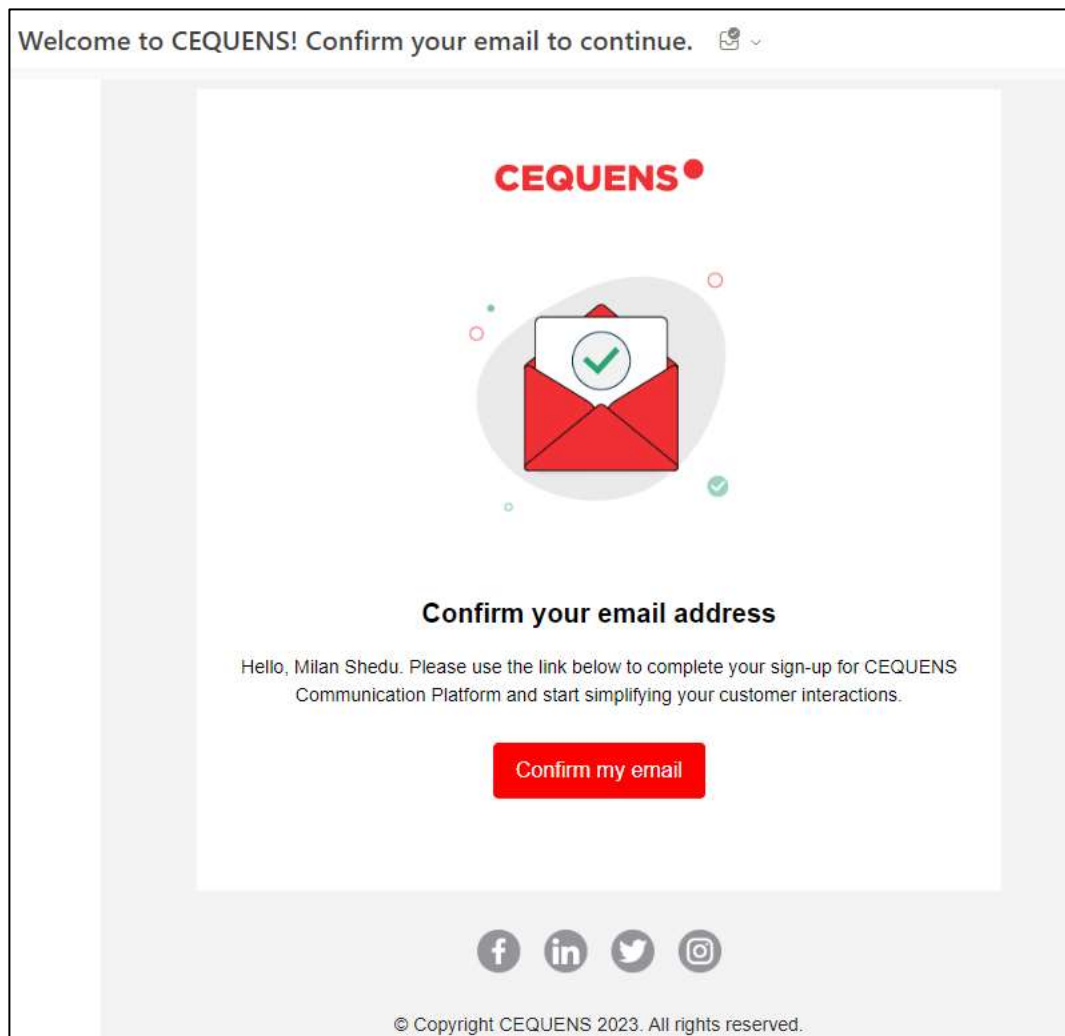 Welcome to CEQUENS! Confirm your email to continue.
CEQUENS
Confirm your email address
Hello, Milan Shedu. Please use the link below to complete your sign-up for CEQUENS
Communication Platform and start simplifying your customer interactions.
Confirm my email
© Copyright CEQUENS 2023. All rights reserved.